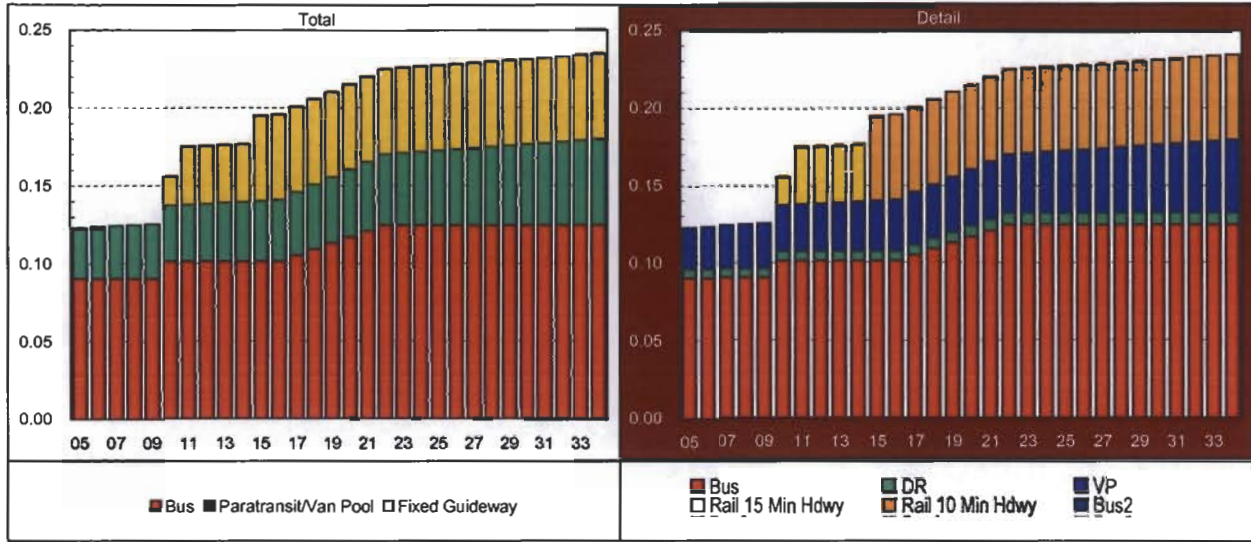 Total
0.25
0.20
0.15
0.10
0.05
0.00
05 07 09 11 13 15 17 19 21 23 25 27 29 31 33
Bus Paratransit/Van Pool Fixed Guideway
Detail
0.25
0.20
0.15
0.10
0.05
0.00
05 07 09 11 13 15 17 19 21 23 25 27 29 31 33
Bus DR VP
Rail 15 Min Hdwy Rail 10 Min Hdwy Bus2